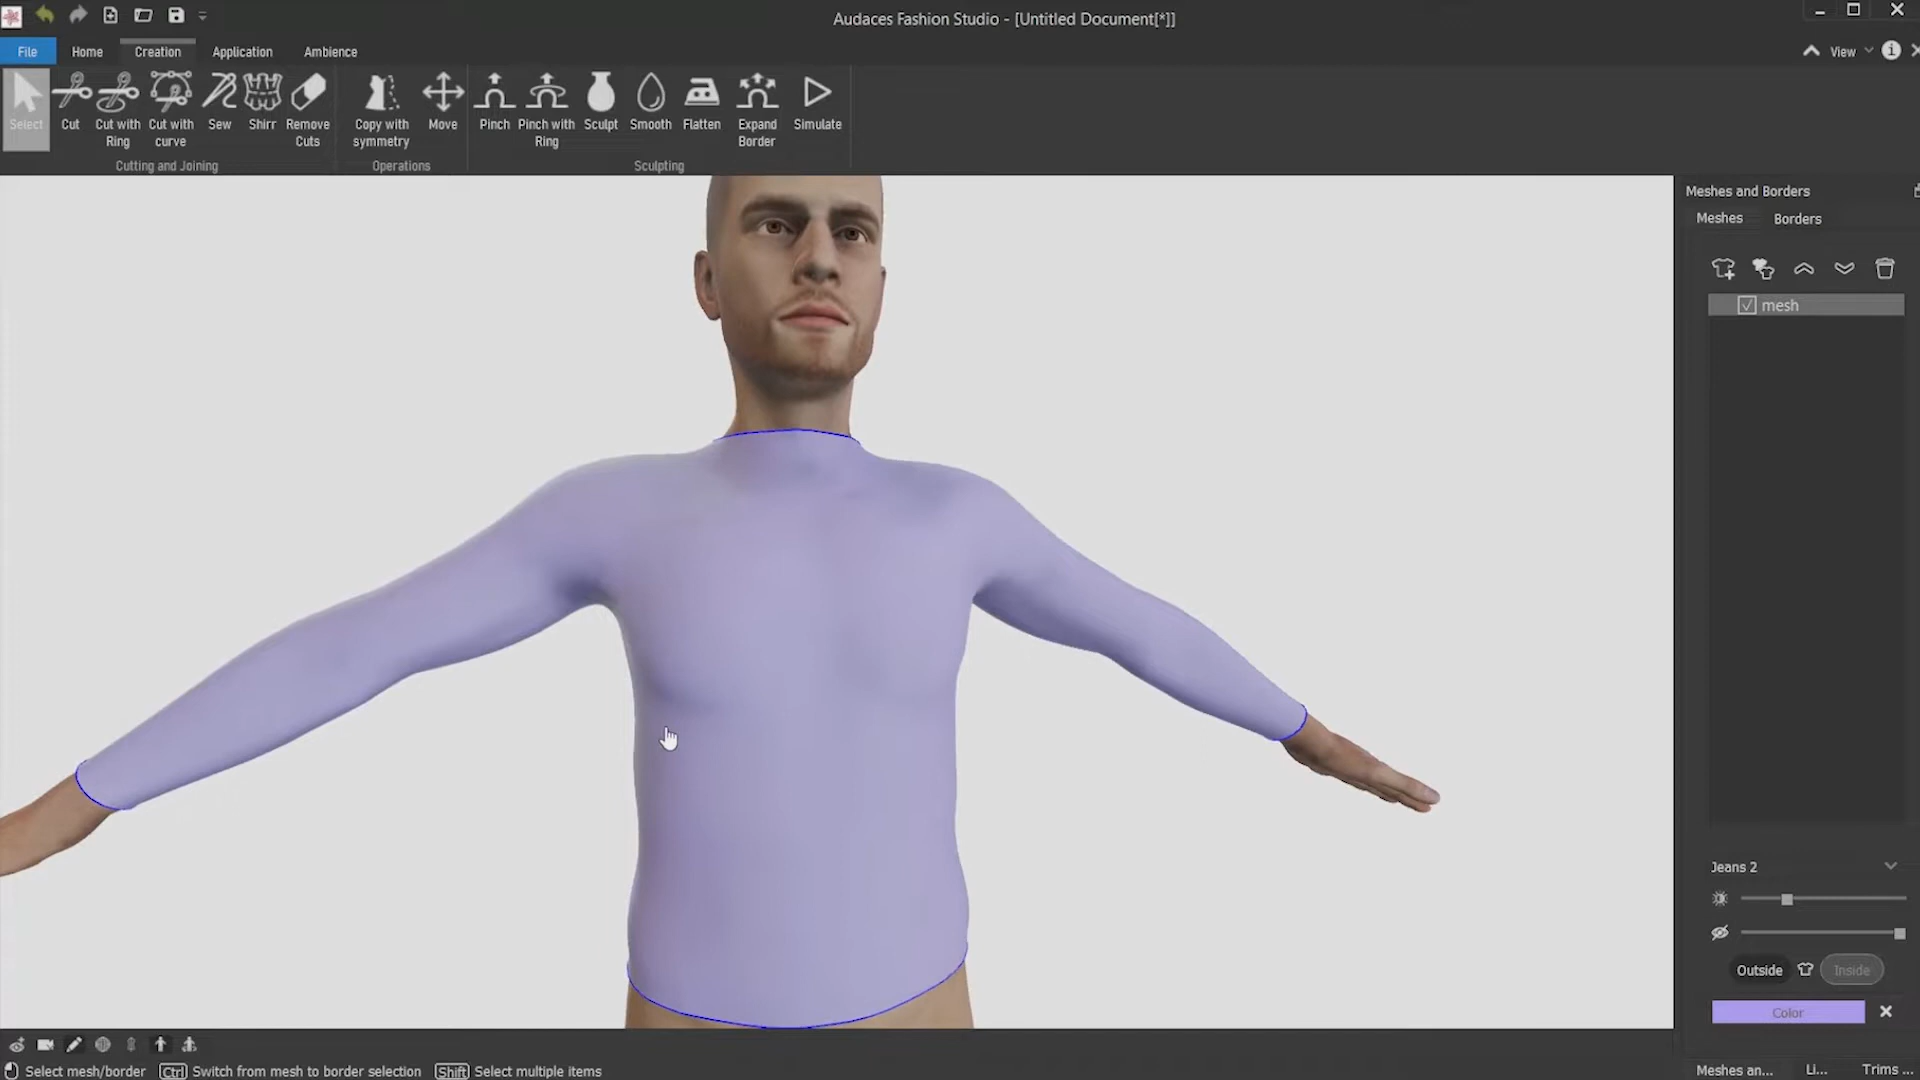 Audaces Fashion Studio - [Untitled Document[*]]
File Home Creation Application Ambience View
Select Cut Cut with Ring Cut with curve Sew Shirr Remove Cuts Copy with symmetry Move Pinch Pinch with Ring Sculpt Smooth Flatten Expand Border Simulate
Cutting and Joining Operations Sculpting
Meshes and Borders
Meshes Borders
mesh
Jeans 2
Outside Inside
Color
Select mesh/border Ctrl Switch from mesh to border selection Shift Select multiple items
Meshes an... Li... Trims ...